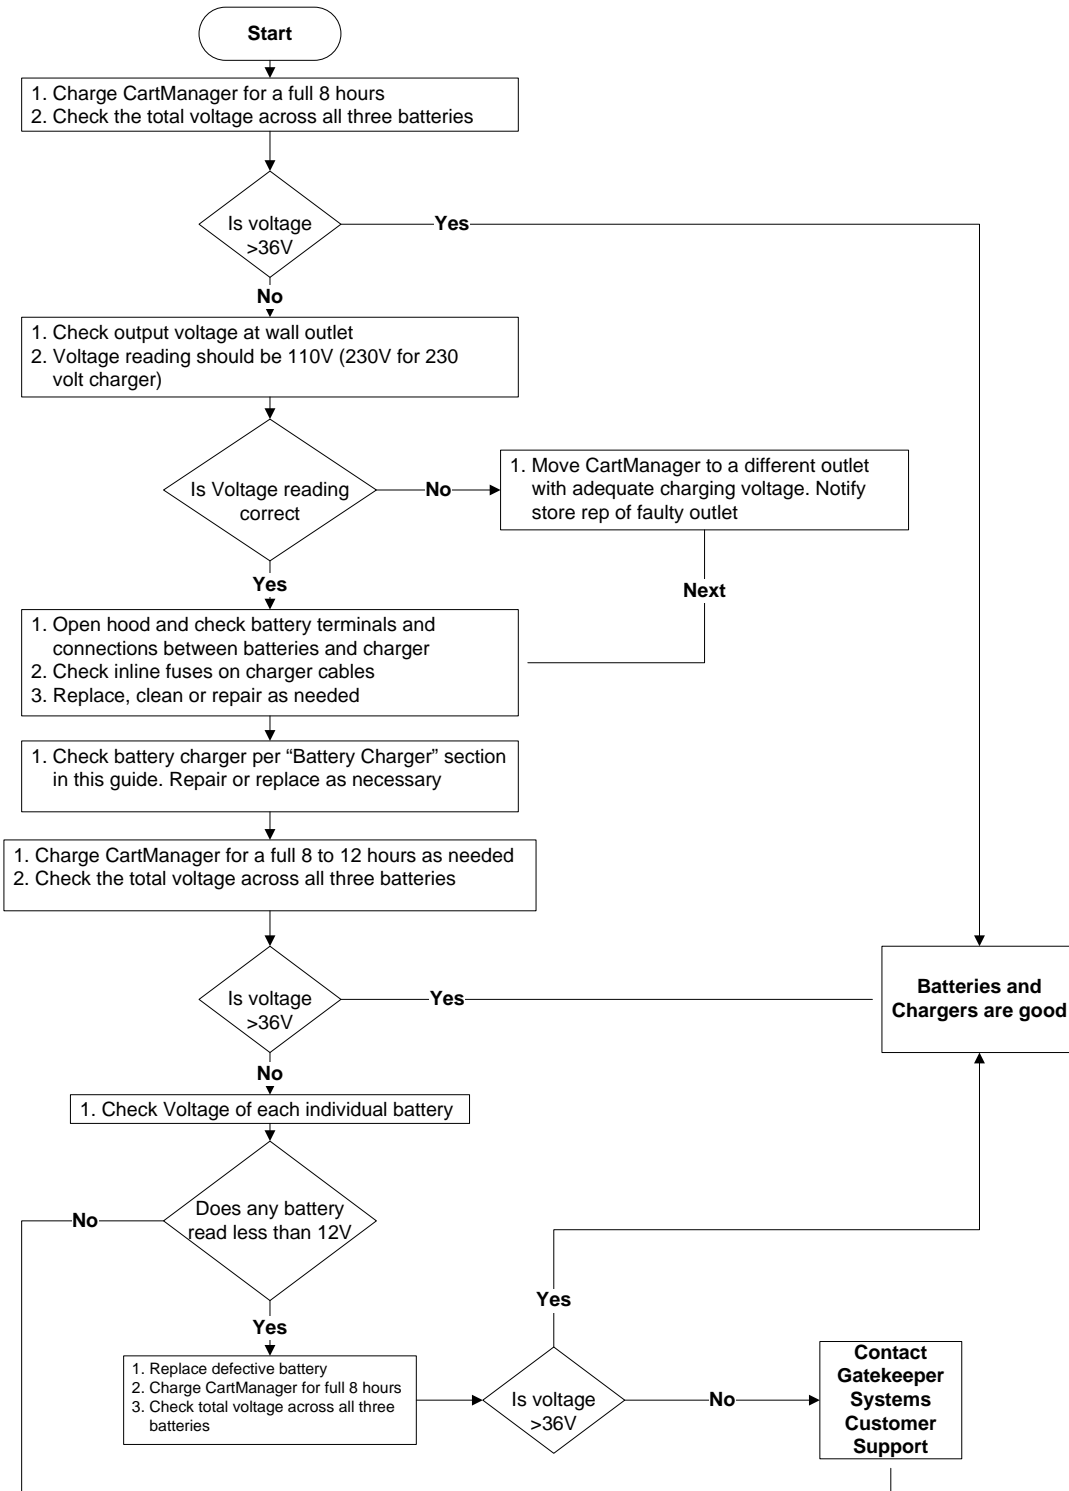 Start
1. Charge CartManager for a full 8 hours
2. Check the total voltage across all three batteries
Is voltage
>36V
Yes
No
1. Check output voltage at wall outlet
2. Voltage reading should be 110V (230V for 230
volt charger)
Is Voltage reading
correct
No
1. Move CartManager to a different outlet
with adequate charging voltage. Notify
store rep of faulty outlet
Yes
Next
1. Open hood and check battery terminals and
connections between batteries and charger
2. Check inline fuses on charger cables
3. Replace, clean or repair as needed
1. Check battery charger per “Battery Charger” section
in this guide. Repair or replace as necessary
1. Charge CartManager for a full 8 to 12 hours as needed
2. Check the total voltage across all three batteries
Is voltage
>36V
Yes
Batteries and
Chargers are good
No
1. Check Voltage of each individual battery
Does any battery
read less than 12V
No
Yes
1. Replace defective battery
2. Charge CartManager for full 8 hours
3. Check total voltage across all three
batteries
Yes
Is voltage
>36V
No
Contact
Gatekeeper
Systems
Customer
Support